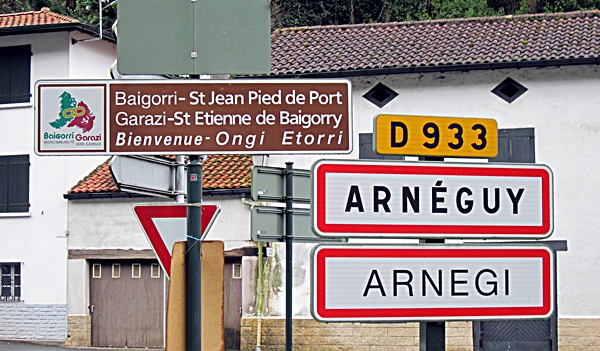 Baigorri Garazi
Baigorri - St Jean Pied de Port
Garazi - St Etienne de Baigorry
Bienvenue - Ongi Etorri
D 933
ARNÉGUY
ARNEGI